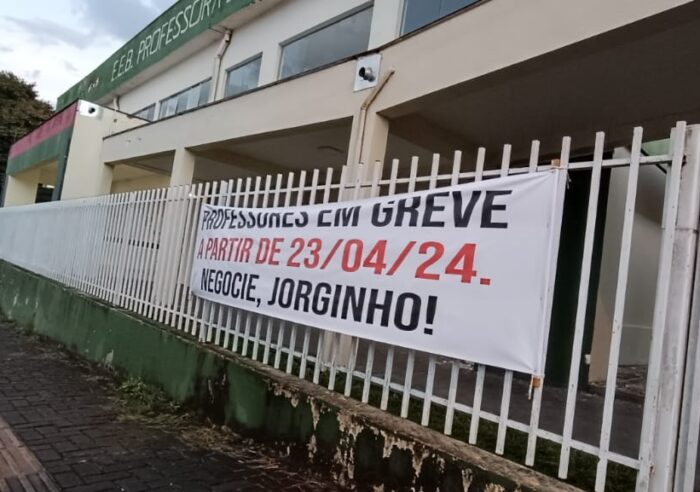 E.E.B. PROFESSORA
PROFESSORES EM GREVE
A PARTIR DE 23/04/24.
NEGOCIE, JORGINHO!